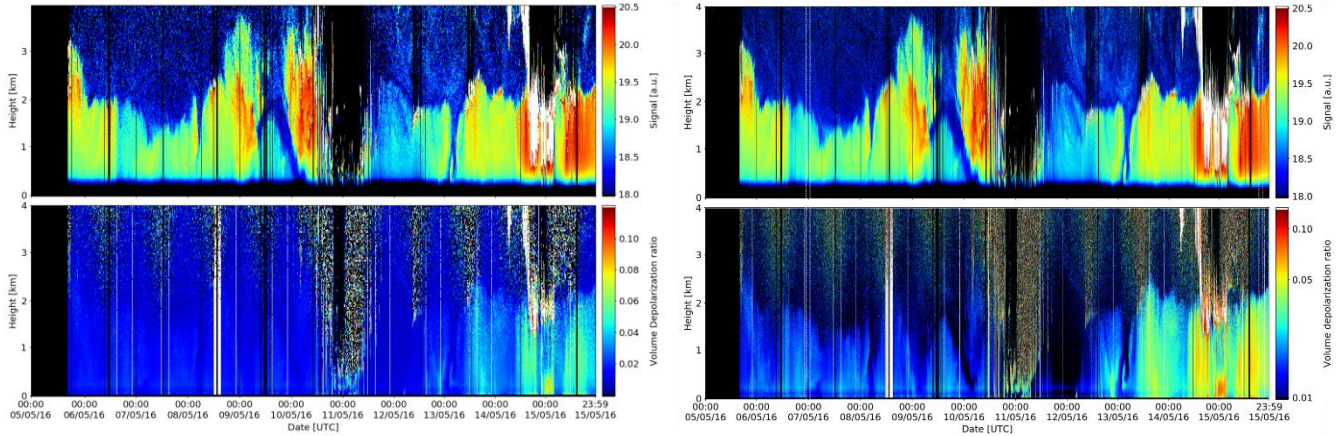 3
2
1
0
Height [km]
20.5
20.0
19.5
19.0
18.5
18.0
Signal [a.u.]
4
3
2
1
0
Height [km]
0.10
0.08
0.06
0.04
0.02
Volume Depolarization ratio
00:00 00:00 00:00 00:00 00:00 00:00 00:00 00:00 00:00 00:00 23:59
05/05/16 06/05/16 07/05/16 08/05/16 09/05/16 10/05/16 11/05/16 12/05/16 13/05/16 14/05/16 15/05/16 15/05/16
Date [UTC]
4
3
2
1
0
Height [km]
20.5
20.0
19.5
19.0
18.5
18.0
Signal [a.u.]
4
3
2
1
0
Height [km]
0.10
0.05
0.01
Volume depolarization ratio
00:00 00:00 00:00 00:00 00:00 00:00 00:00 00:00 00:00 00:00 00:00 23:59
05/05/16 06/05/16 07/05/16 08/05/16 09/05/16 10/05/16 11/05/16 12/05/16 13/05/16 14/05/16 15/05/16 15/05/16
Date [UTC]